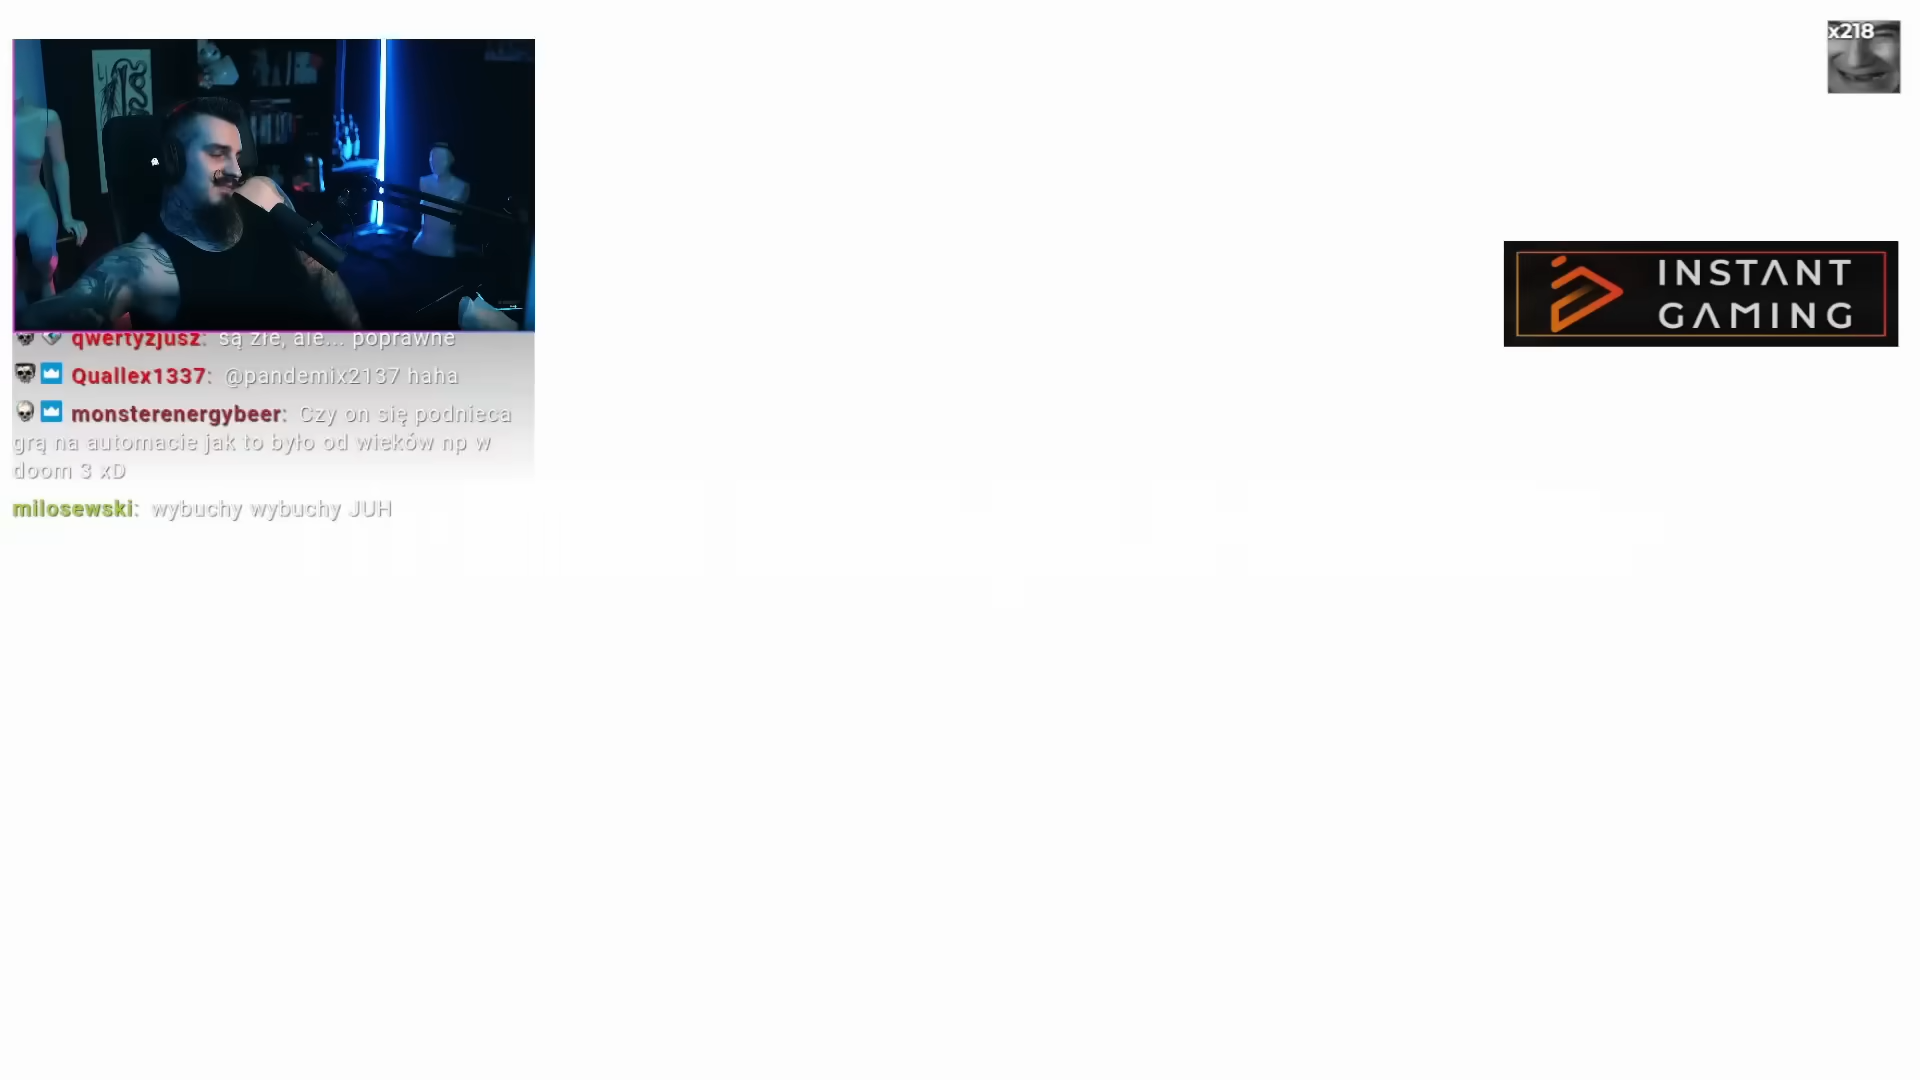 x218
INSTANT
GAMING
qwertyzjusz: są złe, ale... poprawne
Quallex1337: @pandemix2137 haha
monsterenergybeer: Czy on się podnieca
grą na automacie jak to było od wieków np w
doom 3 xD
milosewski: wybuchy wybuchy JUH